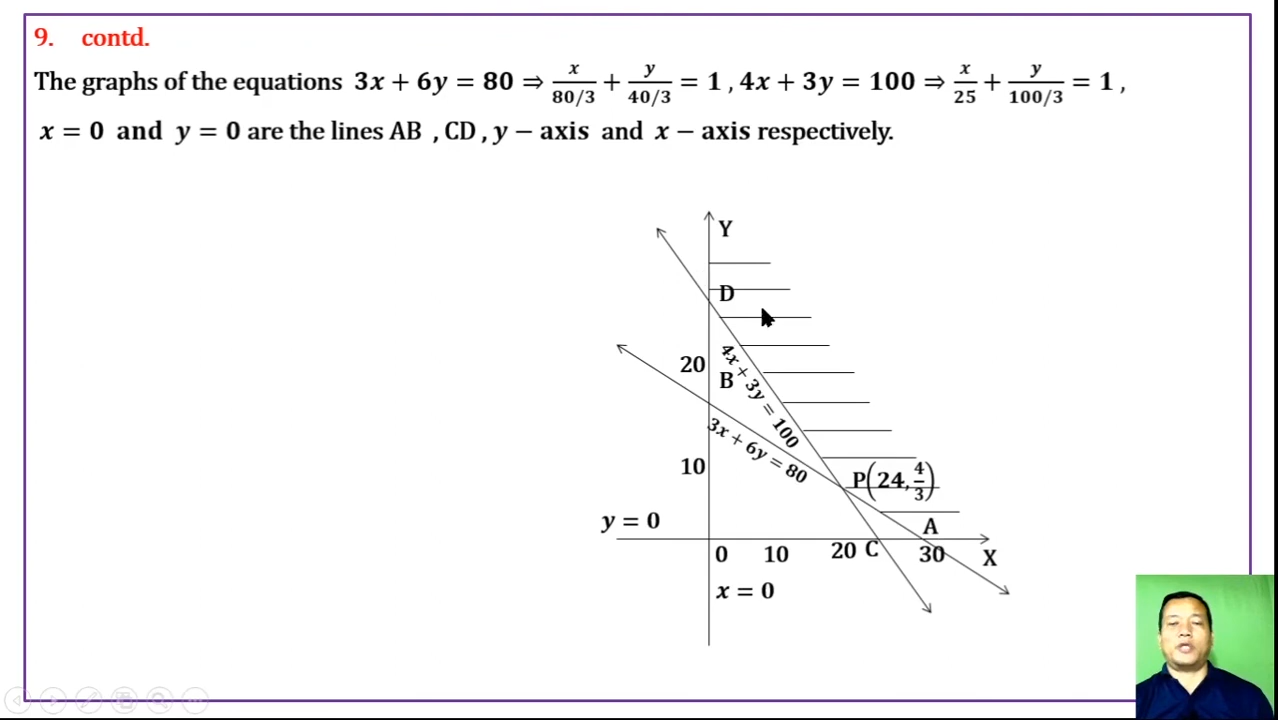 9. contd.
The graphs of the equations 3x + 6y = 80 ⇒ x/(80/3) + y/(40/3) = 1 , 4x + 3y = 100 ⇒ x/25 + y/(100/3) = 1 ,
x = 0 and y = 0 are the lines AB , CD , y − axis and x − axis respectively.
Y
D
4x + 3y = 100
20
B
3x + 6y = 80
10
P(24, 4/3)
y = 0
A
0 10 20 C 30 X
x = 0